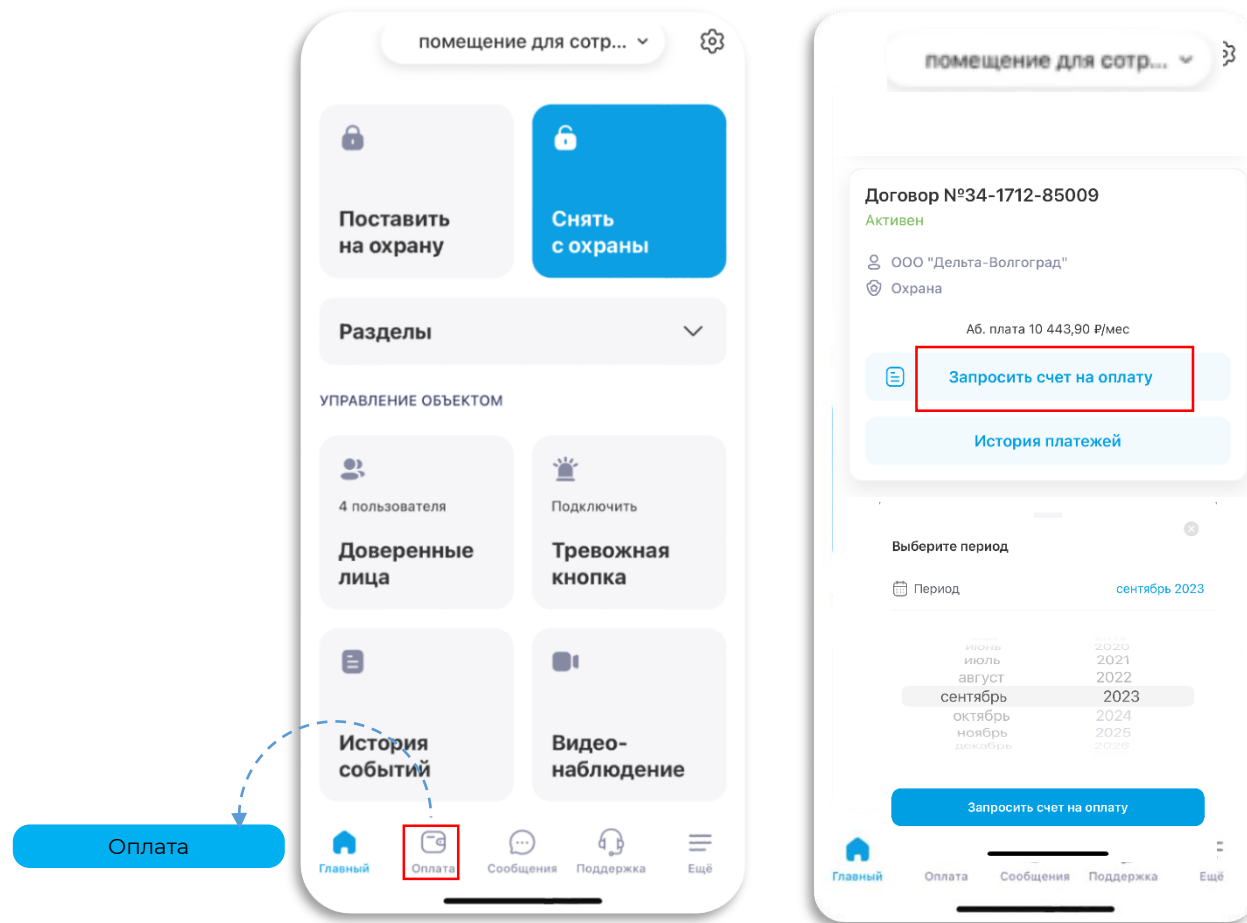 помещение для сотр...
Поставить
на охрану
Снять
с охраны
Разделы
УПРАВЛЕНИЕ ОБЪЕКТОМ
4 пользователя
Доверенные
лица
Подключить
Тревожная
кнопка
История
событий
Видео-
наблюдение
Главный
Оплата
Сообщения
Поддержка
Ещё
Оплата
помещение для сотр...
Договор №34-1712-85009
Активен
ООО "Дельта-Волгоград"
Охрана
Аб. плата 10 443,90 ₽/мес
Запросить счет на оплату
История платежей
Выберите период
Период
сентябрь 2023
июнь 2020
июль 2021
август 2022
сентябрь 2023
октябрь 2024
ноябрь 2025
декабрь 2026
Запросить счет на оплату
Главный
Оплата
Сообщения
Поддержка
Ещё